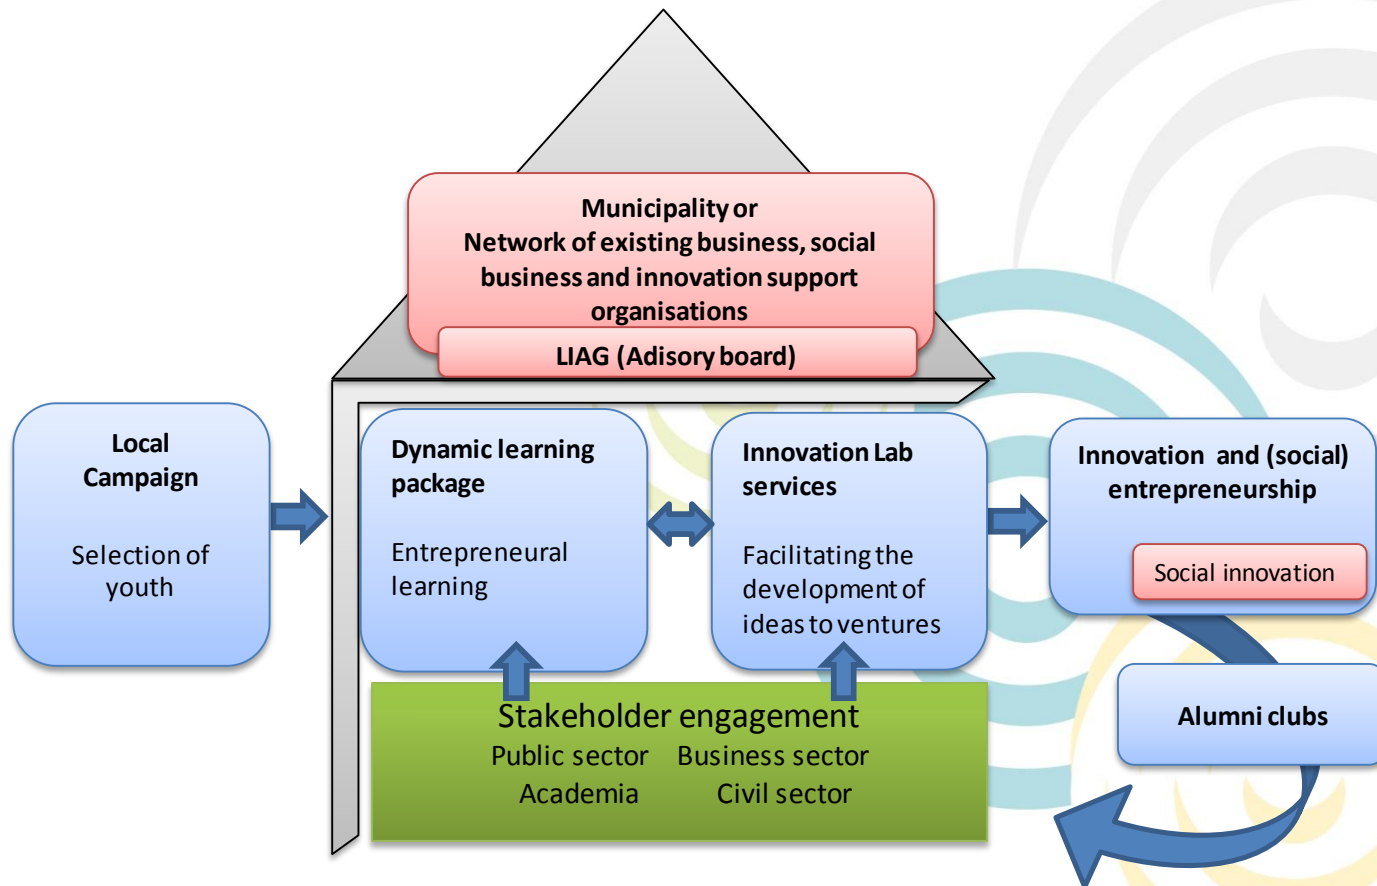 Municipality or
Network of existing business, social
business and innovation support
organisations
LIAG (Adisory board)
Local
Campaign
Selection of
youth
Dynamic learning
package
Entrepreneural
learning
Innovation Lab
services
Facilitating the
development of
ideas to ventures
Innovation and (social)
entrepreneurship
Social innovation
Alumni clubs
Stakeholder engagement
Public sector Business sector
Academia Civil sector